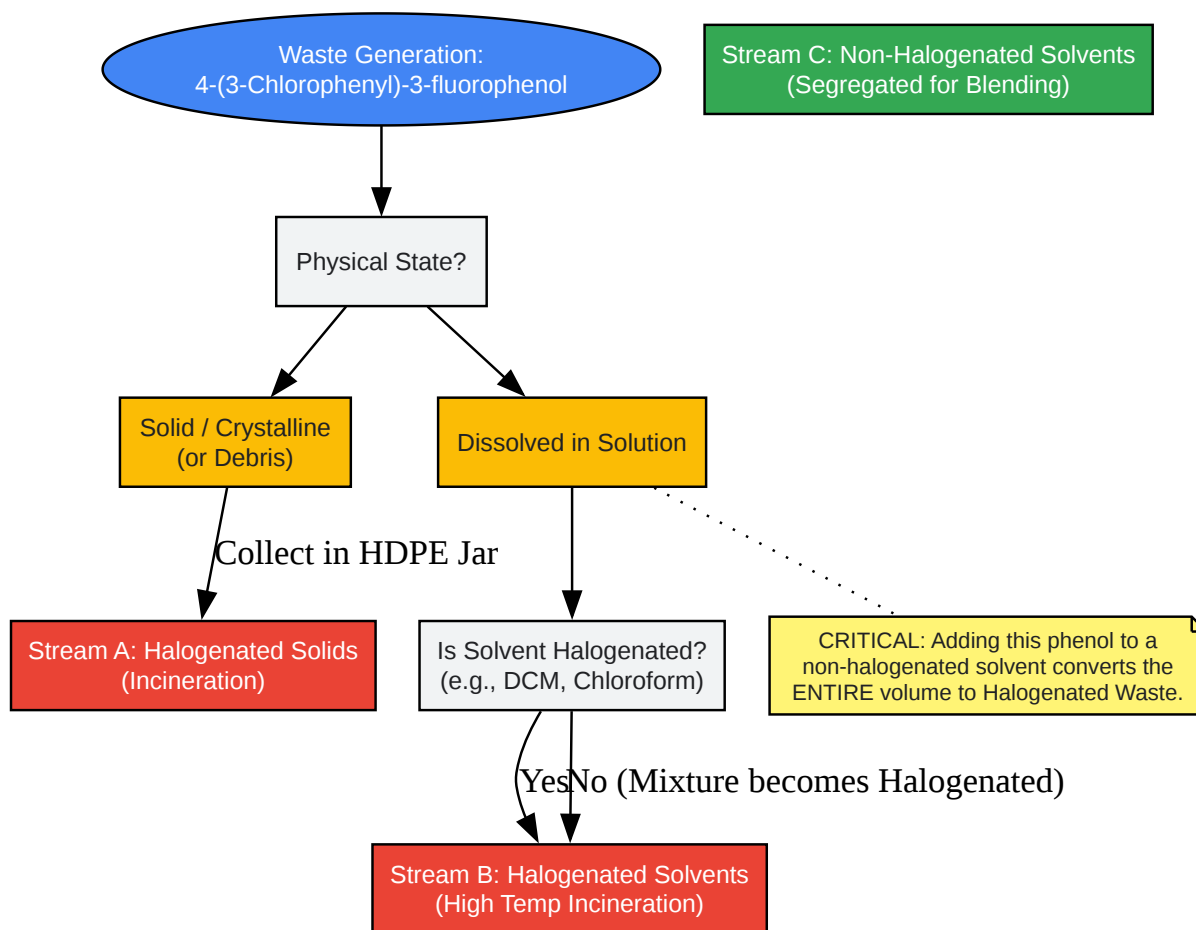 Waste Generation:
4-(3-Chlorophenyl)-3-fluorophenol
Stream C: Non-Halogenated Solvents
(Segregated for Blending)
Physical State?
Solid / Crystalline
(or Debris)
Dissolved in Solution
Collect in HDPE Jar
Stream A: Halogenated Solids
(Incineration)
Is Solvent Halogenated?
(e.g., DCM, Chloroform)
CRITICAL: Adding this phenol to a
non-halogenated solvent converts the
ENTIRE volume to Halogenated Waste.
Yes
No (Mixture becomes Halogenated)
Stream B: Halogenated Solvents
(High Temp Incineration)